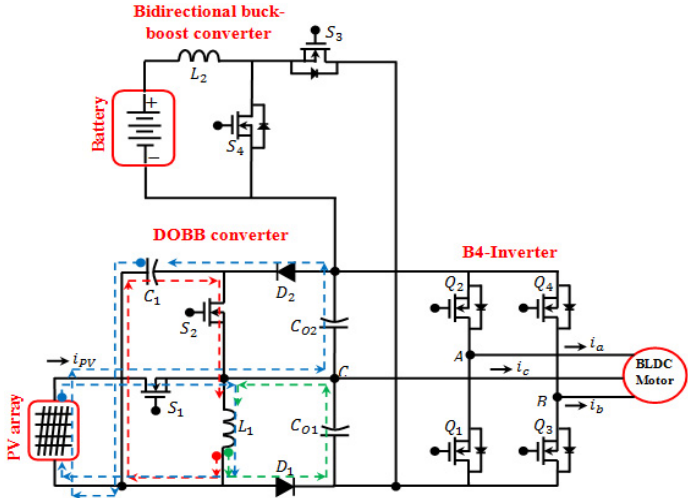 Bidirectional buck-
boost converter
S3
L2
Battery
+
−
S4
DOBB converter
B4-Inverter
C1
D2
S2
CO2
Q2
Q4
iPV
A
ia
C
ic
BLDC
Motor
PV array
S1
B
ib
L1
CO1
Q1
Q3
D1